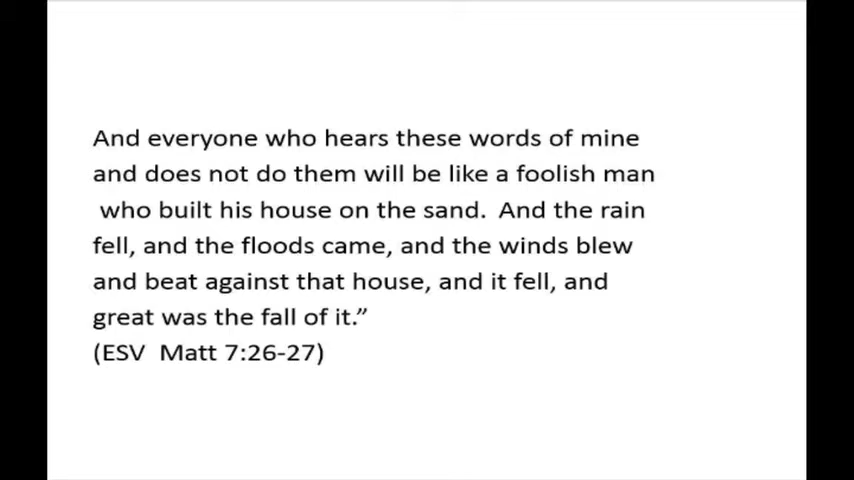 And everyone who hears these words of mine
and does not do them will be like a foolish man
who built his house on the sand.  And the rain
fell, and the floods came, and the winds blew
and beat against that house, and it fell, and
great was the fall of it.”
(ESV  Matt 7:26-27)